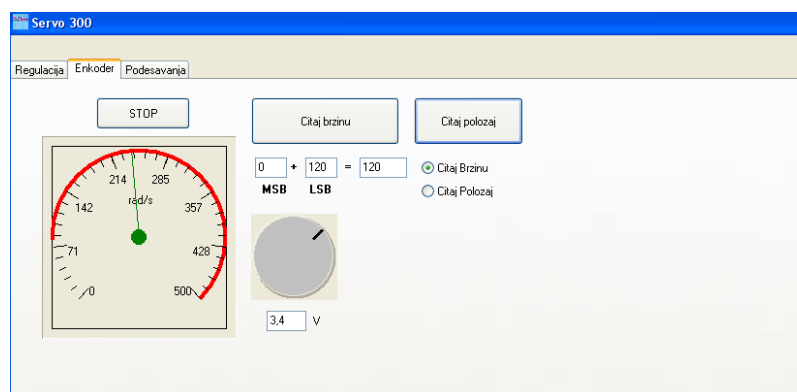 Servo 300
Regulacija Enkoder Podesavanja
STOP
Citaj brzinu
Citaj polozaj
0 + 120 = 120
MSB LSB
Citaj Brzinu
Citaj Polozaj
214 285
rad/s
142 357
71 428
0 500
3,4 V